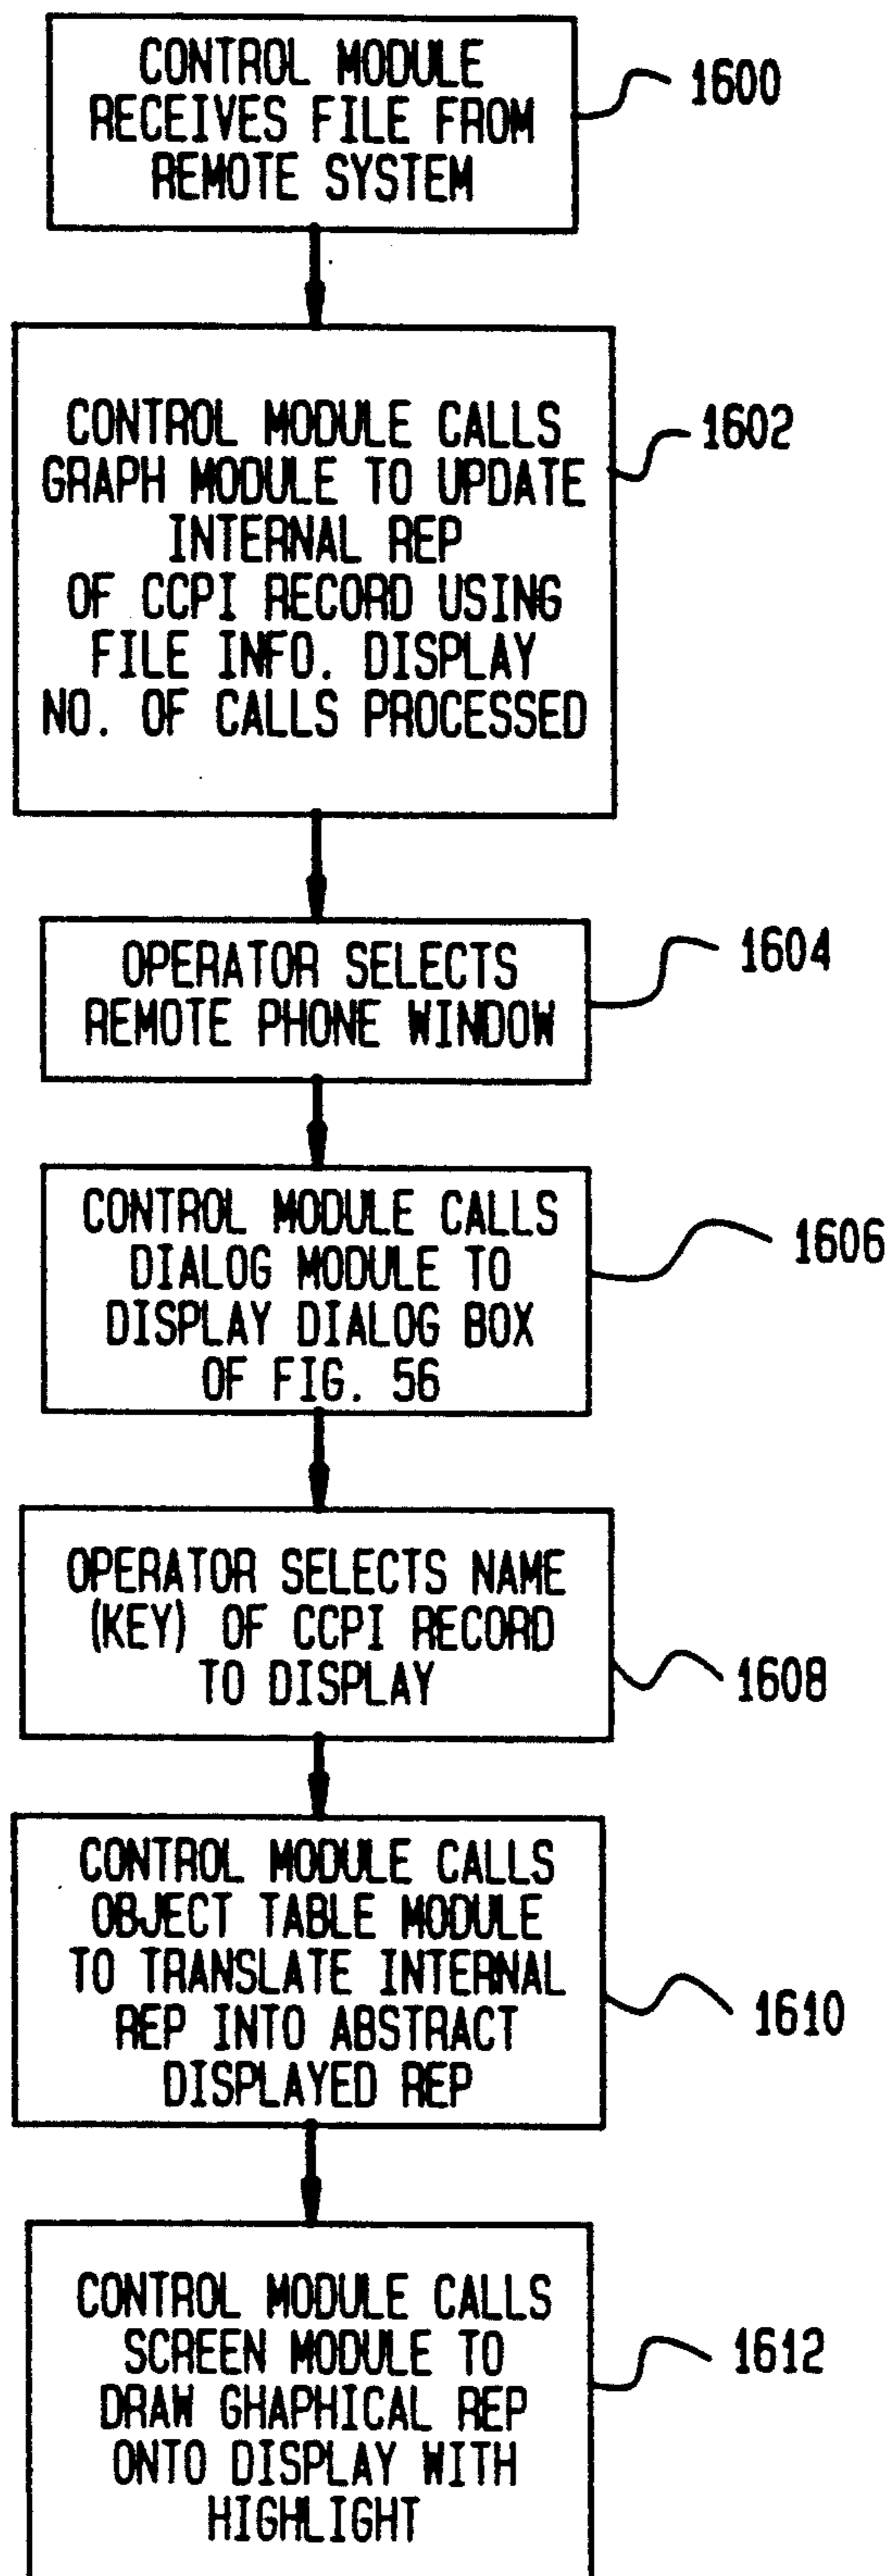 CONTROL MODULE
RECEIVES FILE FROM
REMOTE SYSTEM
1600
CONTROL MODULE CALLS
GRAPH MODULE TO UPDATE
INTERNAL REP
OF CCPI RECORD USING
FILE INFO. DISPLAY
NO. OF CALLS PROCESSED
1602
OPERATOR SELECTS
REMOTE PHONE WINDOW
1604
CONTROL MODULE CALLS
DIALOG MODULE TO
DISPLAY DIALOG BOX
OF FIG. 56
1606
OPERATOR SELECTS NAME
(KEY) OF CCPI RECORD
TO DISPLAY
1608
CONTROL MODULE CALLS
OBJECT TABLE MODULE
TO TRANSLATE INTERNAL
REP INTO ABSTRACT
DISPLAYED REP
1610
CONTROL MODULE CALLS
SCREEN MODULE TO
DRAW GHAPHICAL REP
ONTO DISPLAY WITH
HIGHLIGHT
1612